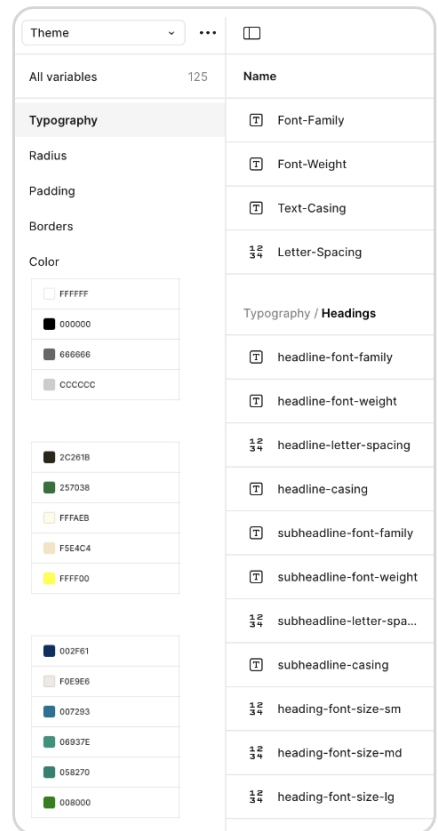 Theme
All variables 125
Typography
Radius
Padding
Borders
Color
FFFFFF
000000
666666
CCCCCC
2C261B
257038
FFFAEB
F5E4C4
FFFF00
002F61
F0E9E6
007293
06937E
058270
008000
Name
Font-Family
Font-Weight
Text-Casing
Letter-Spacing
Typography / Headings
headline-font-family
headline-font-weight
headline-letter-spacing
headline-casing
subheadline-font-family
subheadline-font-weight
subheadline-letter-spa...
subheadline-casing
heading-font-size-sm
heading-font-size-md
heading-font-size-lg